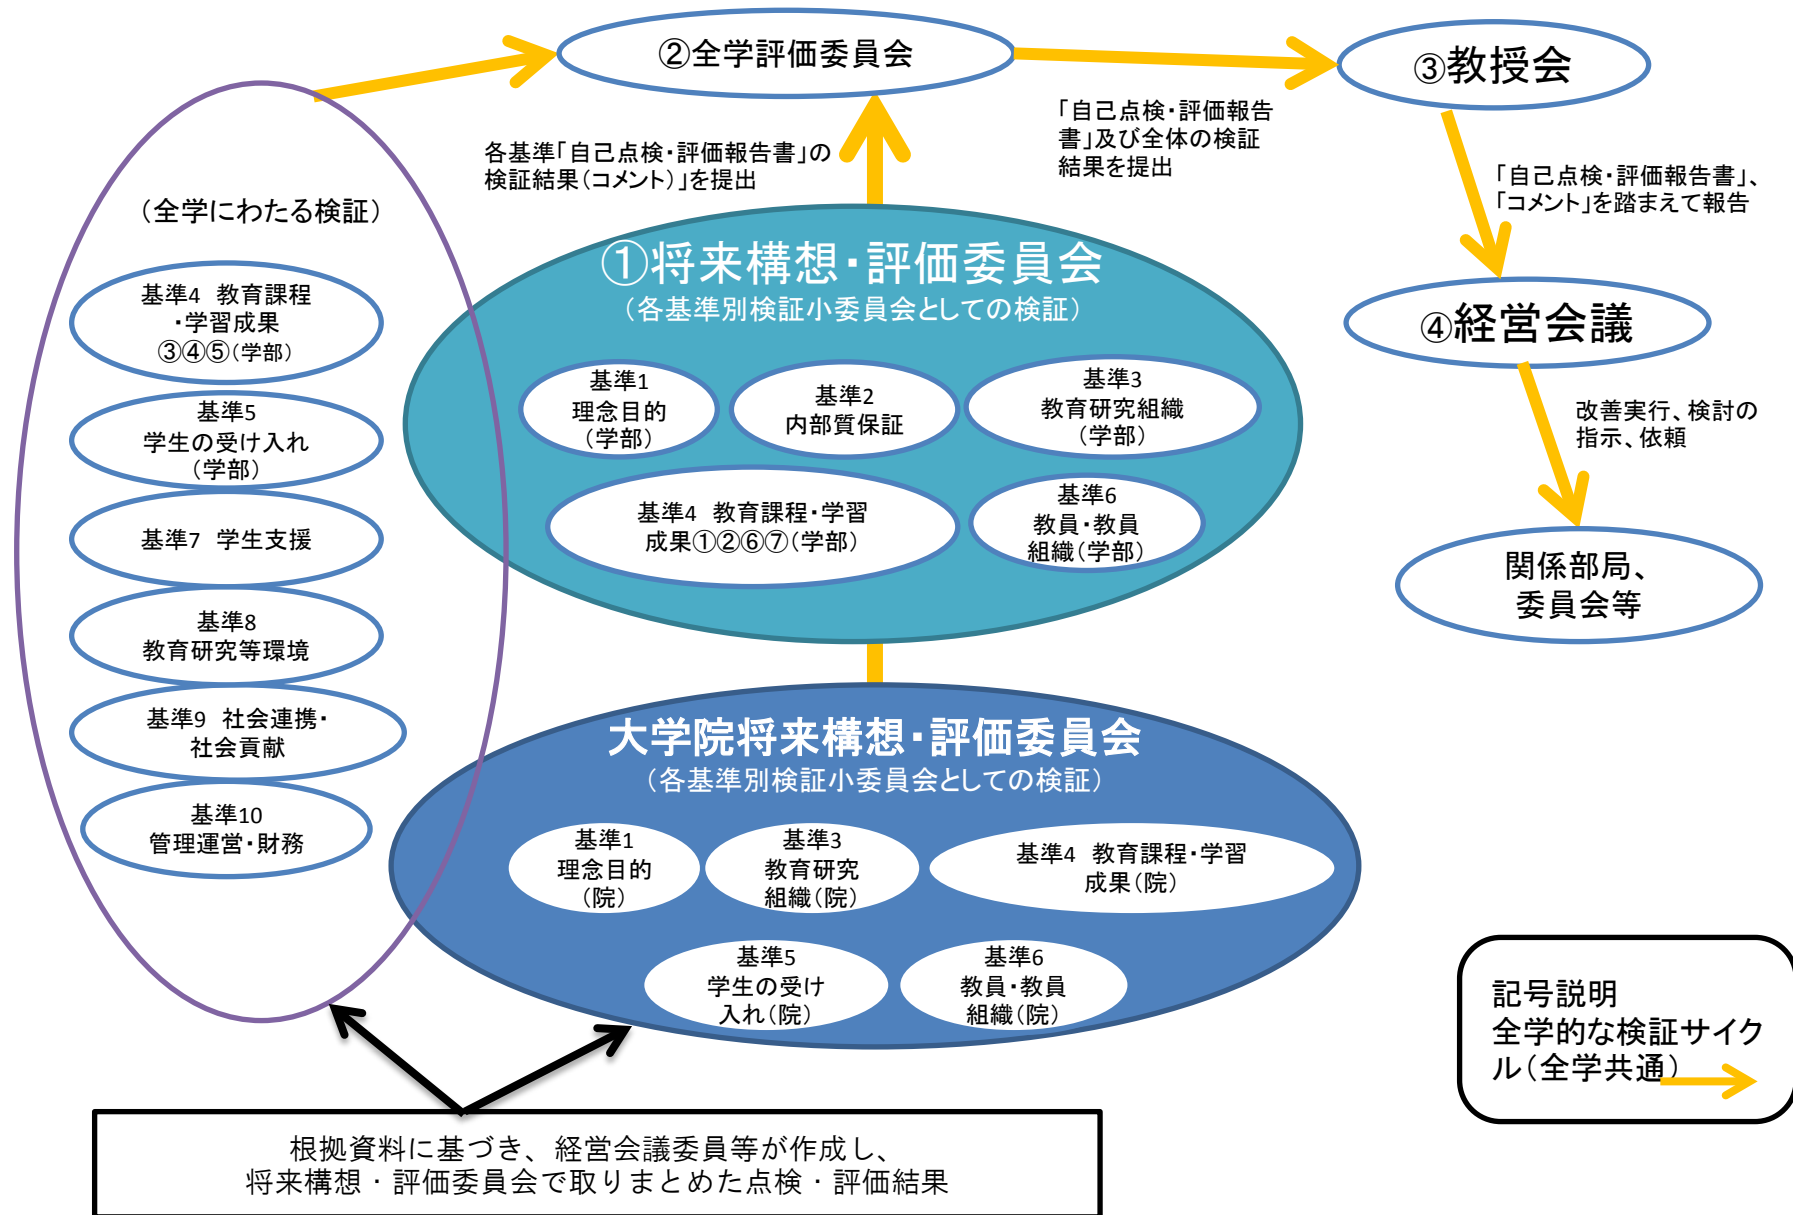 ②全学評価委員会
③教授会
各基準「自己点検・評価報告書」の
検証結果（コメント）」を提出
「自己点検・評価報告
書」及び全体の検証
結果を提出
「自己点検・評価報告書」、
「コメント」を踏まえて報告
④経営会議
改善実行、検討の
指示、依頼
関係部局、
委員会等
（全学にわたる検証）
基準4　教育課程
・学習成果
③④⑤（学部）
基準5
学生の受け入れ
（学部）
基準7　学生支援
基準8
教育研究等環境
基準9　社会連携・
社会貢献
基準10
管理運営・財務
①将来構想・評価委員会
（各基準別検証小委員会としての検証）
基準1
理念目的
（学部）
基準2
内部質保証
基準3
教育研究組織
（学部）
基準4　教育課程・学習
成果①②⑥⑦（学部）
基準6
教員・教員
組織（学部）
大学院将来構想・評価委員会
（各基準別検証小委員会としての検証）
基準1
理念目的
（院）
基準3
教育研究
組織（院）
基準4　教育課程・学習
成果（院）
基準5
学生の受け
入れ（院）
基準6
教員・教員
組織（院）
記号説明
全学的な検証サイク
ル（全学共通）
根拠資料に基づき、経営会議委員等が作成し、
将来構想・評価委員会で取りまとめた点検・評価結果